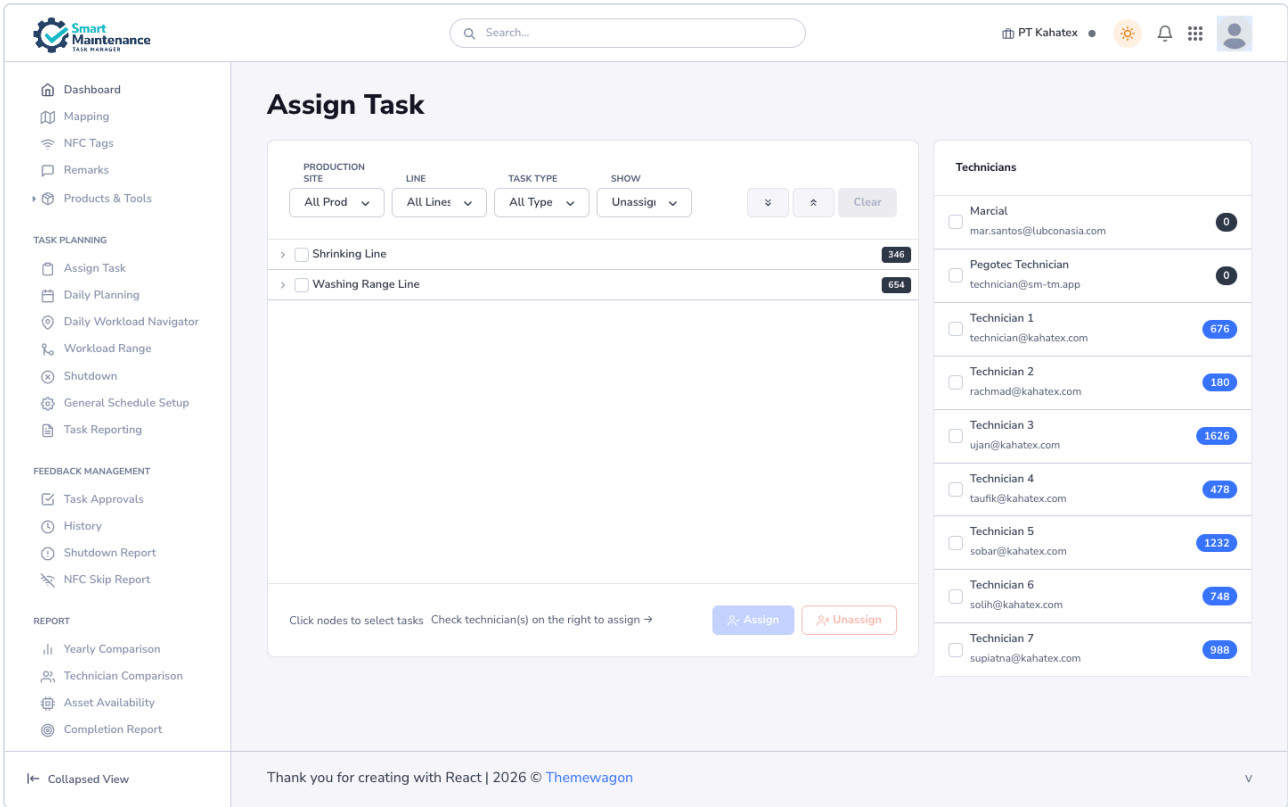 Smart
Maintenance
TASK MANAGER
Search...
PT Kahatex
Dashboard
Mapping
NFC Tags
Remarks
Products & Tools
TASK PLANNING
Assign Task
Daily Planning
Daily Workload Navigator
Workload Range
Shutdown
General Schedule Setup
Task Reporting
FEEDBACK MANAGEMENT
Task Approvals
History
Shutdown Report
NFC Skip Report
REPORT
Yearly Comparison
Technician Comparison
Asset Availability
Completion Report
Collapsed View
Assign Task
PRODUCTION
SITE
LINE
TASK TYPE
SHOW
All Prod
All Lines
All Type
Unassig
Clear
Shrinking Line
346
Washing Range Line
654
Click nodes to select tasks
Check technician(s) on the right to assign →
Assign
Unassign
Technicians
Marcial
mar.santos@lubconasia.com
0
Pegotec Technician
technician@sm-tm.app
0
Technician 1
technician@kahatex.com
676
Technician 2
rachmad@kahatex.com
180
Technician 3
ujan@kahatex.com
1626
Technician 4
taufik@kahatex.com
478
Technician 5
sobar@kahatex.com
1232
Technician 6
solih@kahatex.com
748
Technician 7
supiatna@kahatex.com
988
Thank you for creating with React | 2026 © Themewagon
v